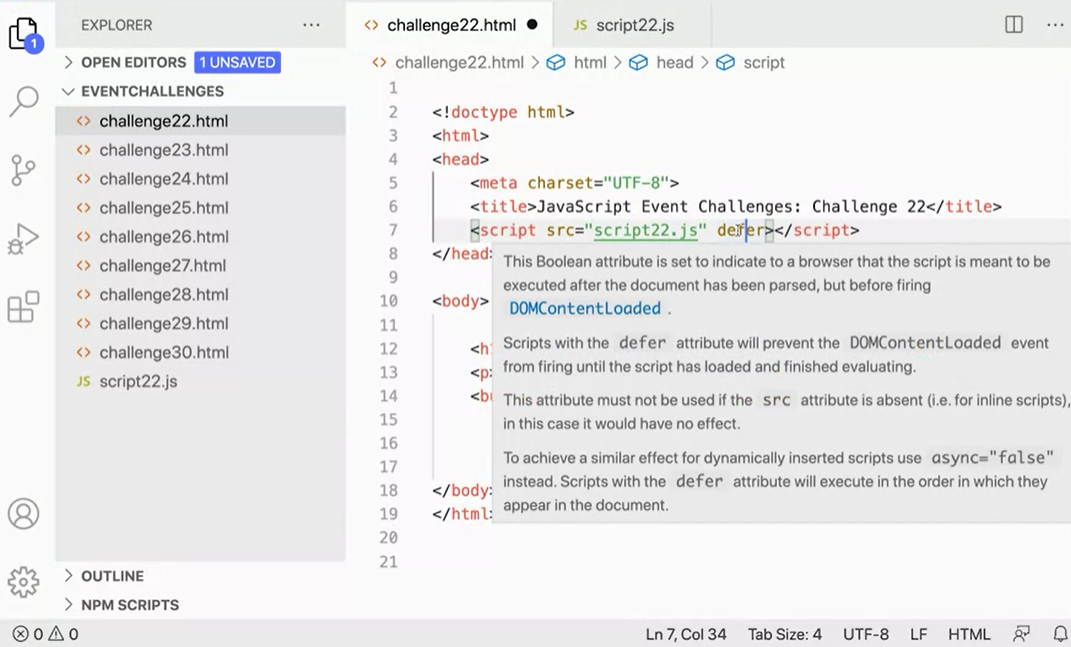 EXPLORER
challenge22.html
JS script22.js
1
OPEN EDITORS 1 UNSAVED
challenge22.html > html > head > script
EVENTCHALLENGES
challenge22.html
challenge23.html
challenge24.html
challenge25.html
challenge26.html
challenge27.html
challenge28.html
challenge29.html
challenge30.html
JS script22.js
OUTLINE
NPM SCRIPTS
1
2 <!doctype html>
3 <html>
4 <head>
5 <meta charset="UTF-8">
6 <title>JavaScript Event Challenges: Challenge 22</title>
7 <script src="script22.js" defer></script>
8 </head
9
10 <body>
11
12 <h
13 <p
14 <b
15
16
17
18 </body
19 </html
20
21
This Boolean attribute is set to indicate to a browser that the script is meant to be
executed after the document has been parsed, but before firing
DOMContentLoaded .
Scripts with the defer attribute will prevent the DOMContentLoaded event
from firing until the script has loaded and finished evaluating.
This attribute must not be used if the src attribute is absent (i.e. for inline scripts),
in this case it would have no effect.
To achieve a similar effect for dynamically inserted scripts use async="false"
instead. Scripts with the defer attribute will execute in the order in which they
appear in the document.
0 0 Ln 7, Col 34 Tab Size: 4 UTF-8 LF HTML